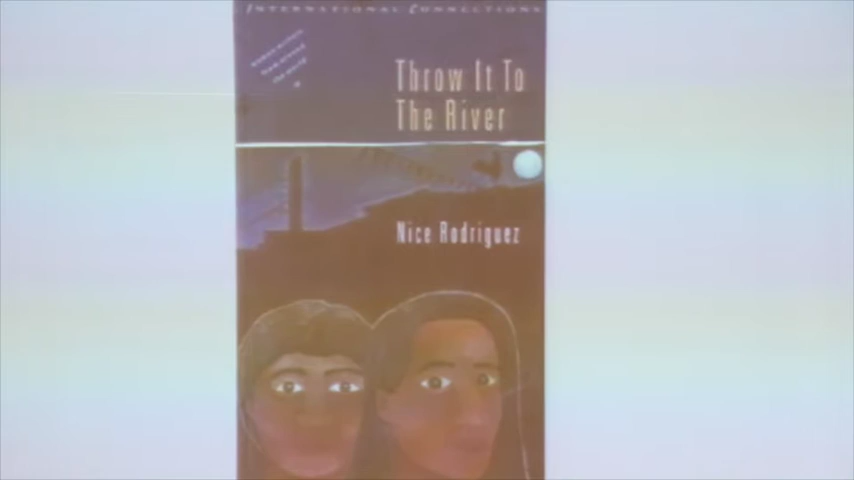 INTERNATIONAL CONNECTIONS
Throw It To
The River
Nice Rodriguez